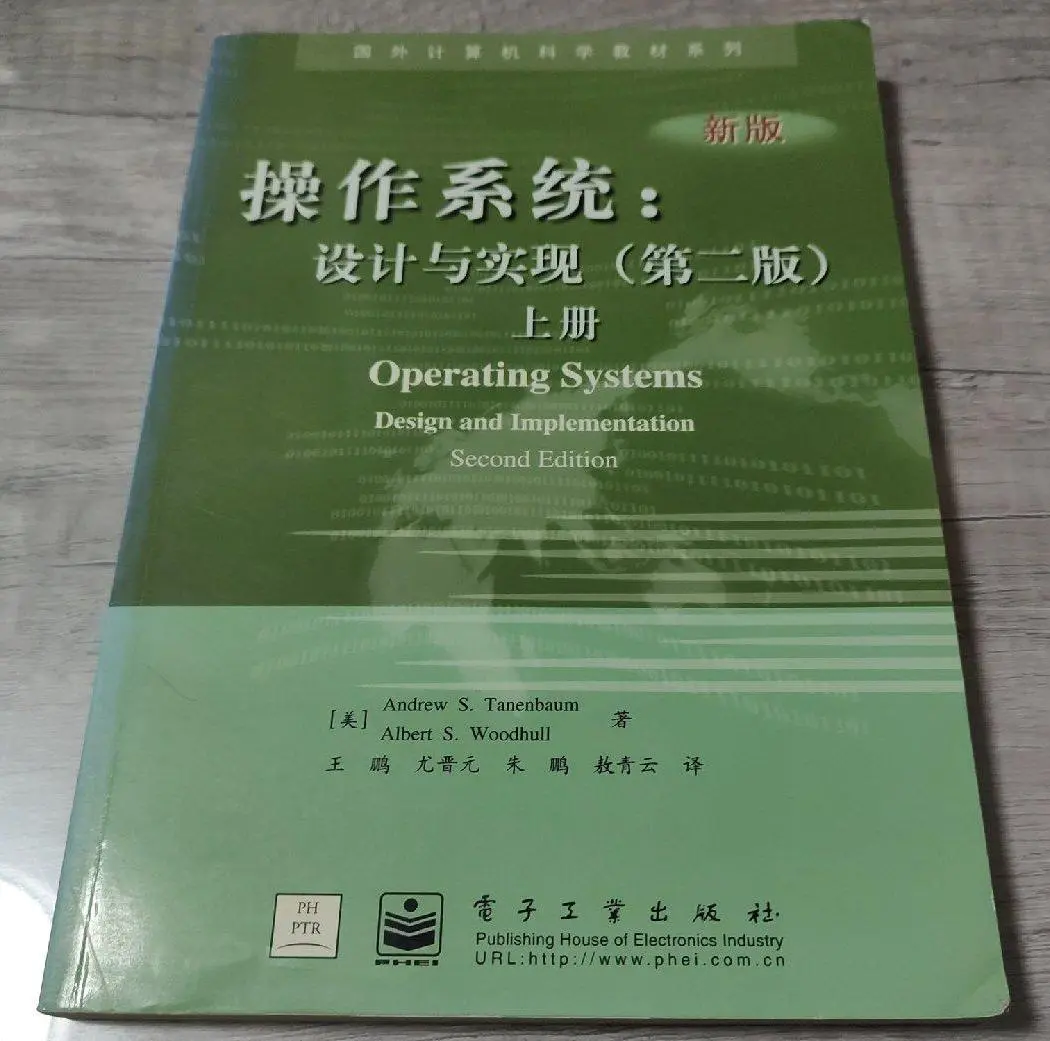 国外计算机科学教材系列
新版
操作系统：
设计与实现（第二版）
上册
Operating Systems
Design and Implementation
Second Edition
[美] Andrew S. Tanenbaum
Albert S. Woodhull 著
王 鹏 尤晋元 朱 鹏 敖青云 译
PH
PTR
PHEI
電子工業出版社
Publishing House of Electronics Industry
URL:http://www.phei.com.cn